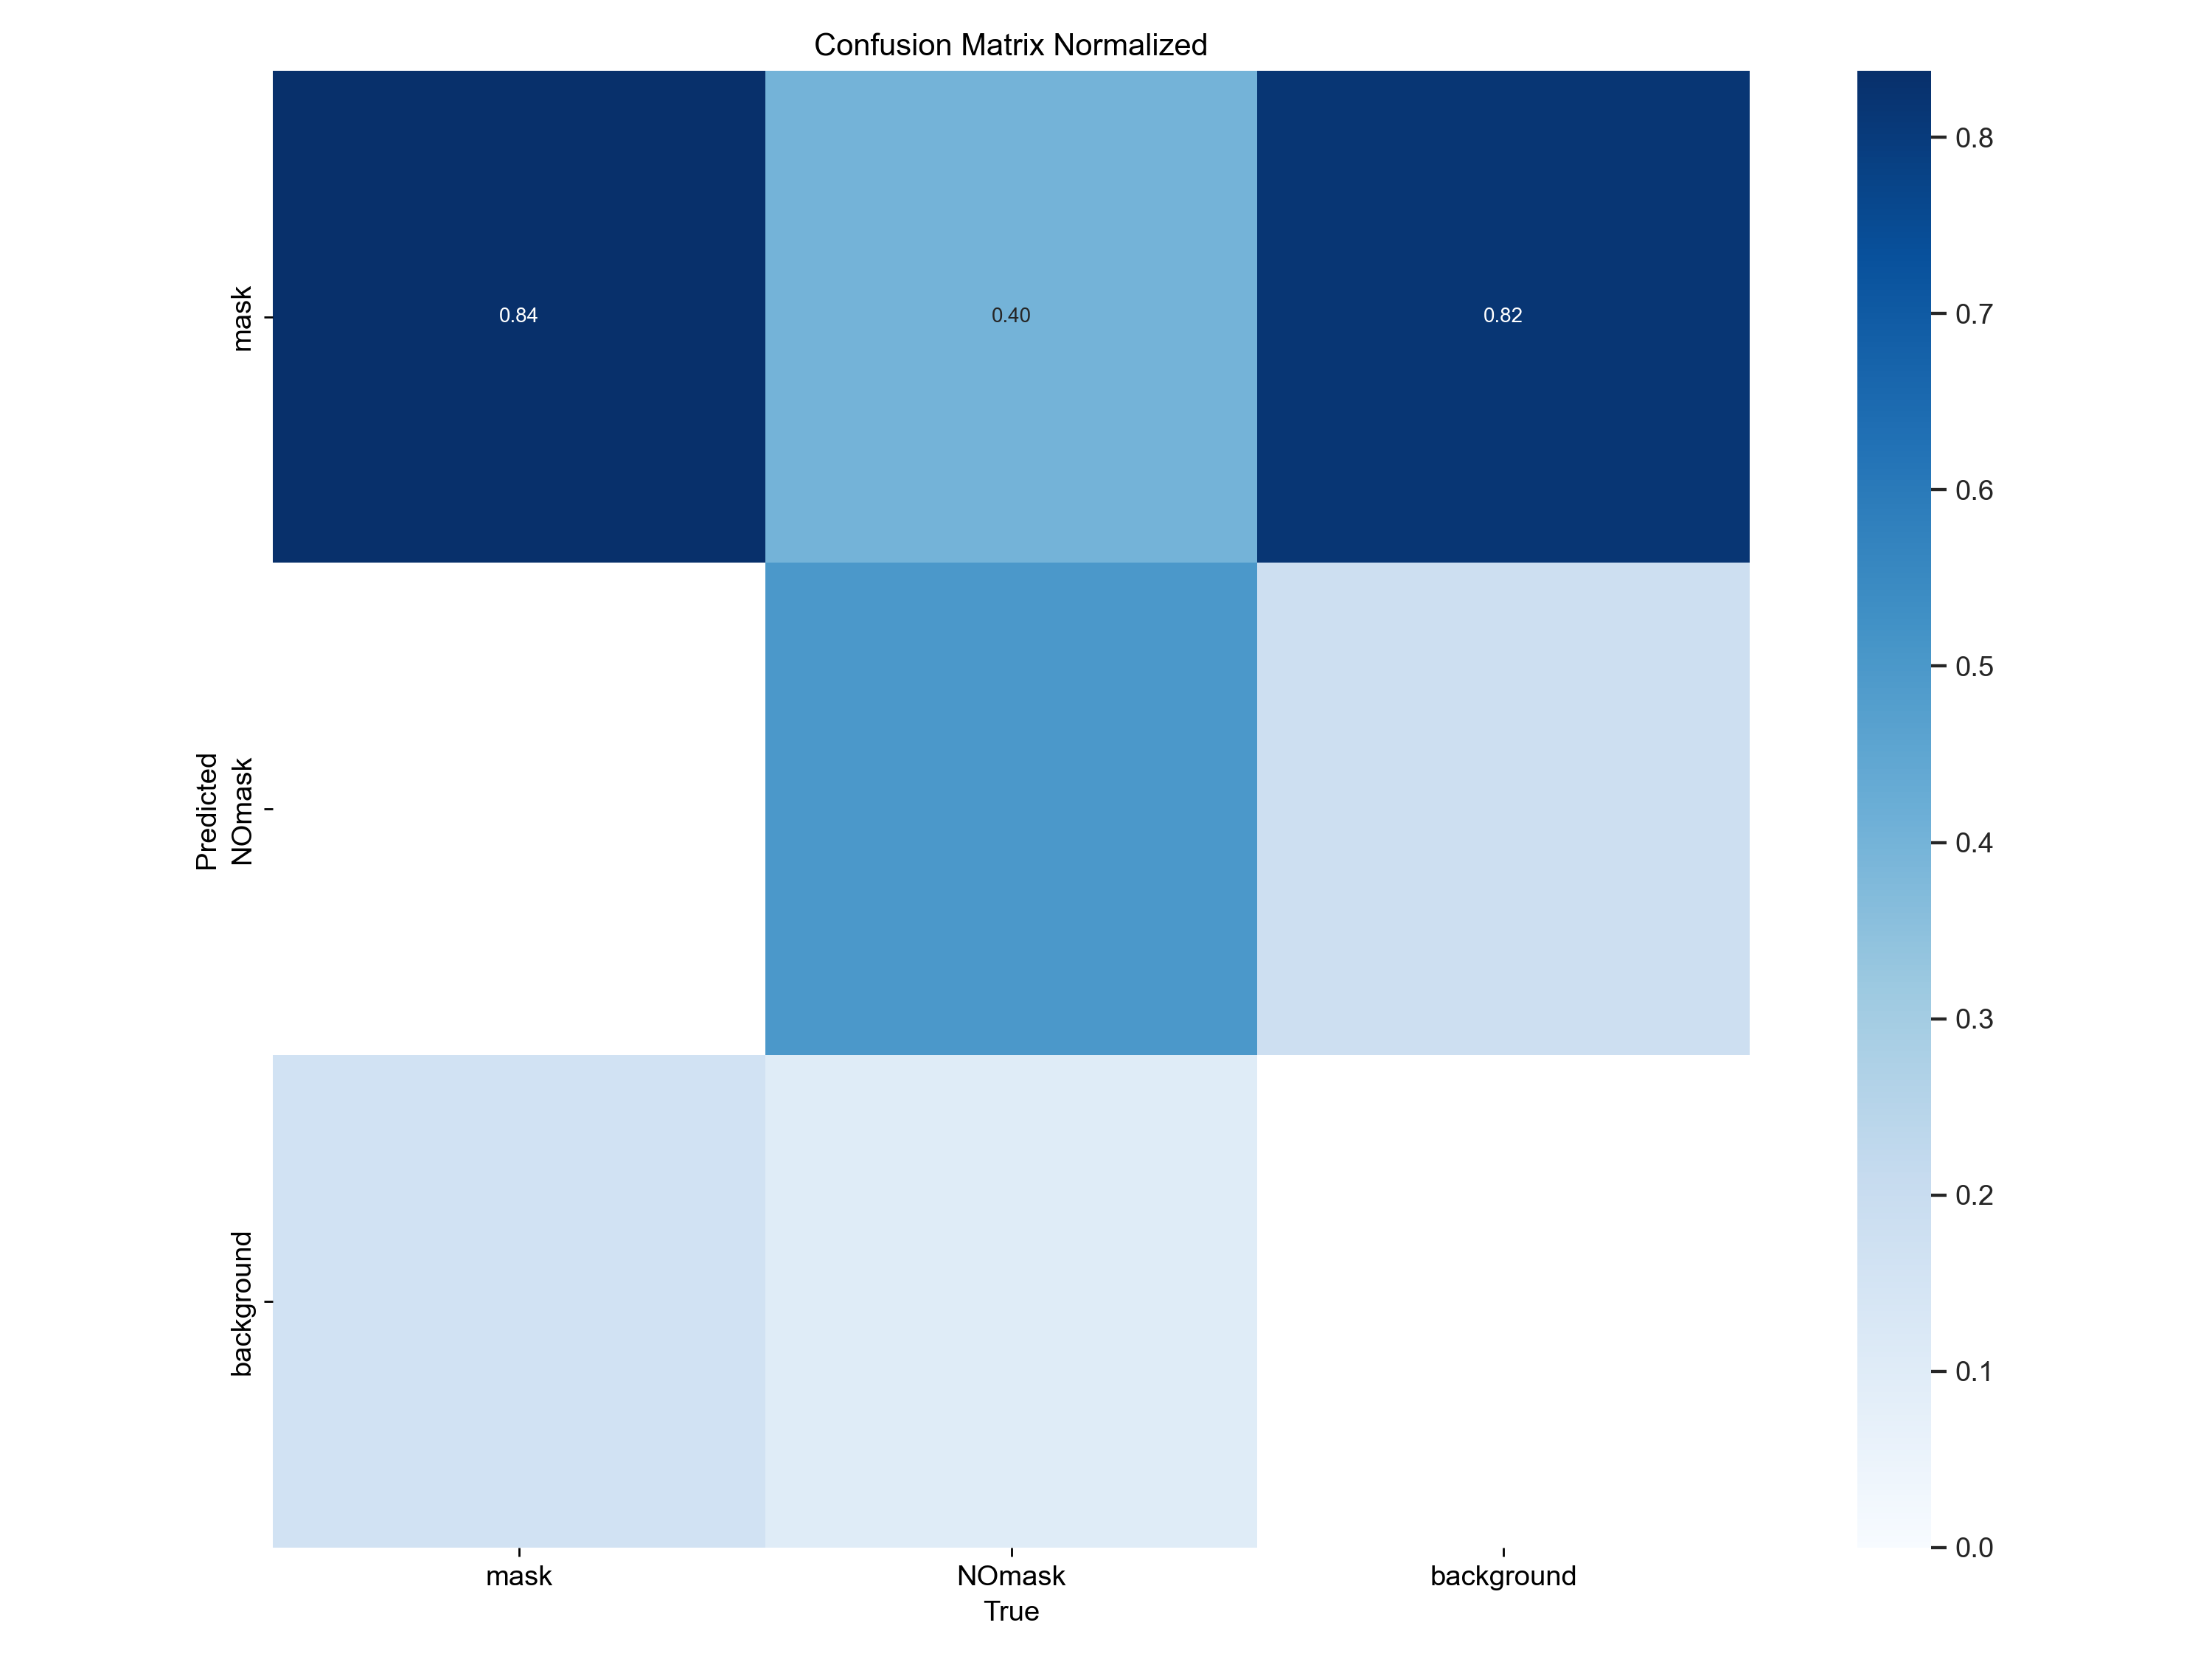 Confusion Matrix Normalized
mask
0.84
0.40
0.82
Predicted
NOmask
background
mask
NOmask
background
True
0.8
0.7
0.6
0.5
0.4
0.3
0.2
0.1
0.0